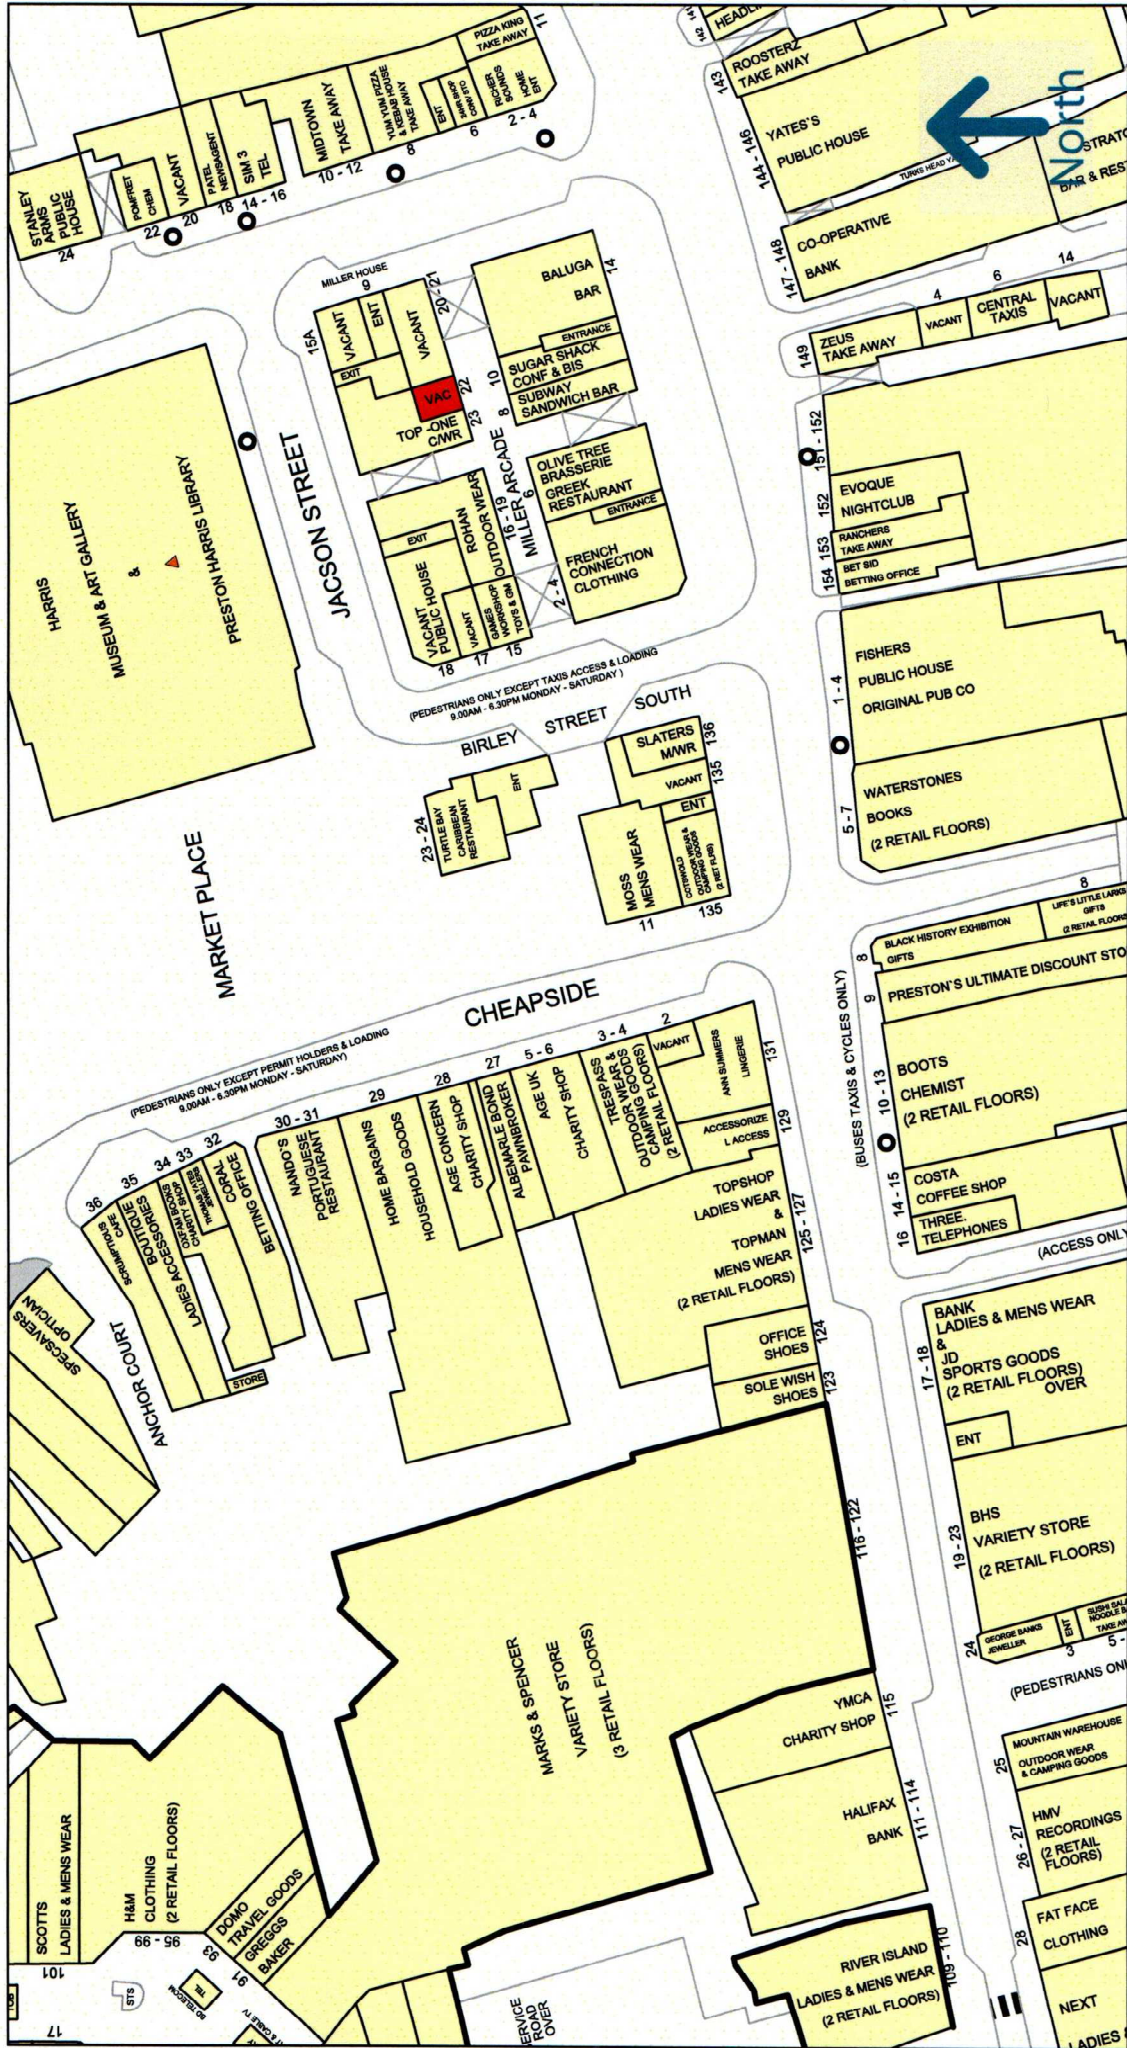 STANLEY
ARMS
PUBLIC
HOUSE
24
POMFRET
CHEM
22
VACANT
20
PATEL
NEWSAGENT
18
SIM 3
TEL
14 - 16
MIDTOWN
TAKE AWAY
10 - 12
YUM YUM PIZZA
& KEBAB HOUSE
TAKE AWAY
8
ENT
6
RICHER
SOUNDS
HOME
ENT
2 - 4
PIZZA KING
TAKE AWAY
11
142
141
143
ROOSTERZ
TAKE AWAY
144 - 146
YATES'S
PUBLIC HOUSE
147 - 148
CO-OPERATIVE
BANK
North
BAR & RES
HARRIS
MUSEUM & ART GALLERY
&
PRESTON HARRIS LIBRARY
JACSON STREET
MILLER HOUSE
15A
VACANT
9
ENT
EXIT
VACANT
20 - 21
VAC
22
TOP -ONE
C/WR
23
BALUGA
BAR
14
ENTRANCE
10
SUGAR SHACK
CONF & BIS
8
SUBWAY
SANDWICH BAR
MILLER ARCADE
6
OLIVE TREE
BRASSERIE
GREEK
RESTAURANT
ENTRANCE
2 - 4
FRENCH
CONNECTION
CLOTHING
EXIT
ROHAN
OUTDOOR WEAR
16 - 19
VACANT
PUBLIC HOUSE
18
VACANT
17
GAMES
WORKSHOP
TOYS & GM
15
149
ZEUS
TAKE AWAY
4
VACANT
6
CENTRAL
TAXIS
14
VACANT
151 - 152
152
EVOQUE
NIGHTCLUB
153
RANCHERS
TAKE AWAY
154
BET SID
BETTING OFFICE
(PEDESTRIANS ONLY EXCEPT TAXIS ACCESS & LOADING
9.00AM - 6.30PM MONDAY - SATURDAY )
BIRLEY STREET SOUTH
1 - 4
FISHERS
PUBLIC HOUSE
ORIGINAL PUB CO
5 - 7
WATERSTONES
BOOKS
(2 RETAIL FLOORS)
SLATERS
M/WR
136
VACANT
135
ENT
MOSS
MENS WEAR
11
COTSWOLD
OUTDOOR WEAR &
CAMPING GOODS
(2 RET FLRS)
135
23 - 24
TURTLE BAY
CARIBBEAN
RESTAURANT
ENT
MARKET PLACE
CHEAPSIDE
(PEDESTRIANS ONLY EXCEPT PERMIT HOLDERS & LOADING
9.00AM - 6.30PM MONDAY - SATURDAY)
36
SCRUMPTIOUS
CAFE
35
BOUTIQUE
LADIES ACCESSORIES
34
OXFAM BOOKS
CHARITY SHOP
33
THOMAS YATES
JEWELLERS
32
CORAL
BETTING OFFICE
STORE
30 - 31
NANDO'S
PORTUGUESE
RESTAURANT
29
HOME BARGAINS
HOUSEHOLD GOODS
28
AGE CONCERN
CHARITY SHOP
27
ALBEMARLE BOND
PAWNBROKER
5 - 6
AGE UK
CHARITY SHOP
3 - 4
TRESPASS
OUTDOOR WEAR &
CAMPING GOODS
(2 RETAIL FLOORS)
2
VACANT
ANN SUMMERS
LINGERIE
131
ACCESSORIZE
L ACCESS
129
TOPSHOP
LADIES WEAR
&
TOPMAN
MENS WEAR
(2 RETAIL FLOORS)
125 - 127
OFFICE
SHOES
124
SOLE WISH
SHOES
123
(BUSES TAXIS & CYCLES ONLY)
8
BLACK HISTORY EXHIBITION
GIFTS
8
LIFE'S LITTLE LARKS
GIFTS
(2 RETAIL FLOORS
9
PRESTON'S ULTIMATE DISCOUNT STO
10 - 13
BOOTS
CHEMIST
(2 RETAIL FLOORS)
14 - 15
COSTA
COFFEE SHOP
16
THREE.
TELEPHONES
(ACCESS ONLY
ANCHOR COURT
SPECSAVERS
OPTICIAN
17 - 18
BANK
LADIES & MENS WEAR
&
JD
SPORTS GOODS
(2 RETAIL FLOORS)
OVER
ENT
19 - 23
BHS
VARIETY STORE
(2 RETAIL FLOORS)
24
GEORGE BANKS
JEWELLER
ENT
3
5 -
(PEDESTRIANS ONL
MARKS & SPENCER
VARIETY STORE
(3 RETAIL FLOORS)
116 - 122
YMCA
CHARITY SHOP
115
HALIFAX
BANK
111 - 114
25
MOUNTAIN WAREHOUSE
OUTDOOR WEAR
& CAMPING GOODS
26 - 27
HMV
RECORDINGS
(2 RETAIL
FLOORS)
28
FAT FACE
CLOTHING
NEXT
LADIES &
RIVER ISLAND
LADIES & MENS WEAR
(2 RETAIL FLOORS)
109 - 110
SERVICE
ROAD
OVER
SCOTTS
LADIES & MENS WEAR
101
H&M
CLOTHING
(2 RETAIL FLOORS)
95 - 99
DOMO
TRAVEL GOODS
93
GREGGS
BAKER
91
STS
TEL
17